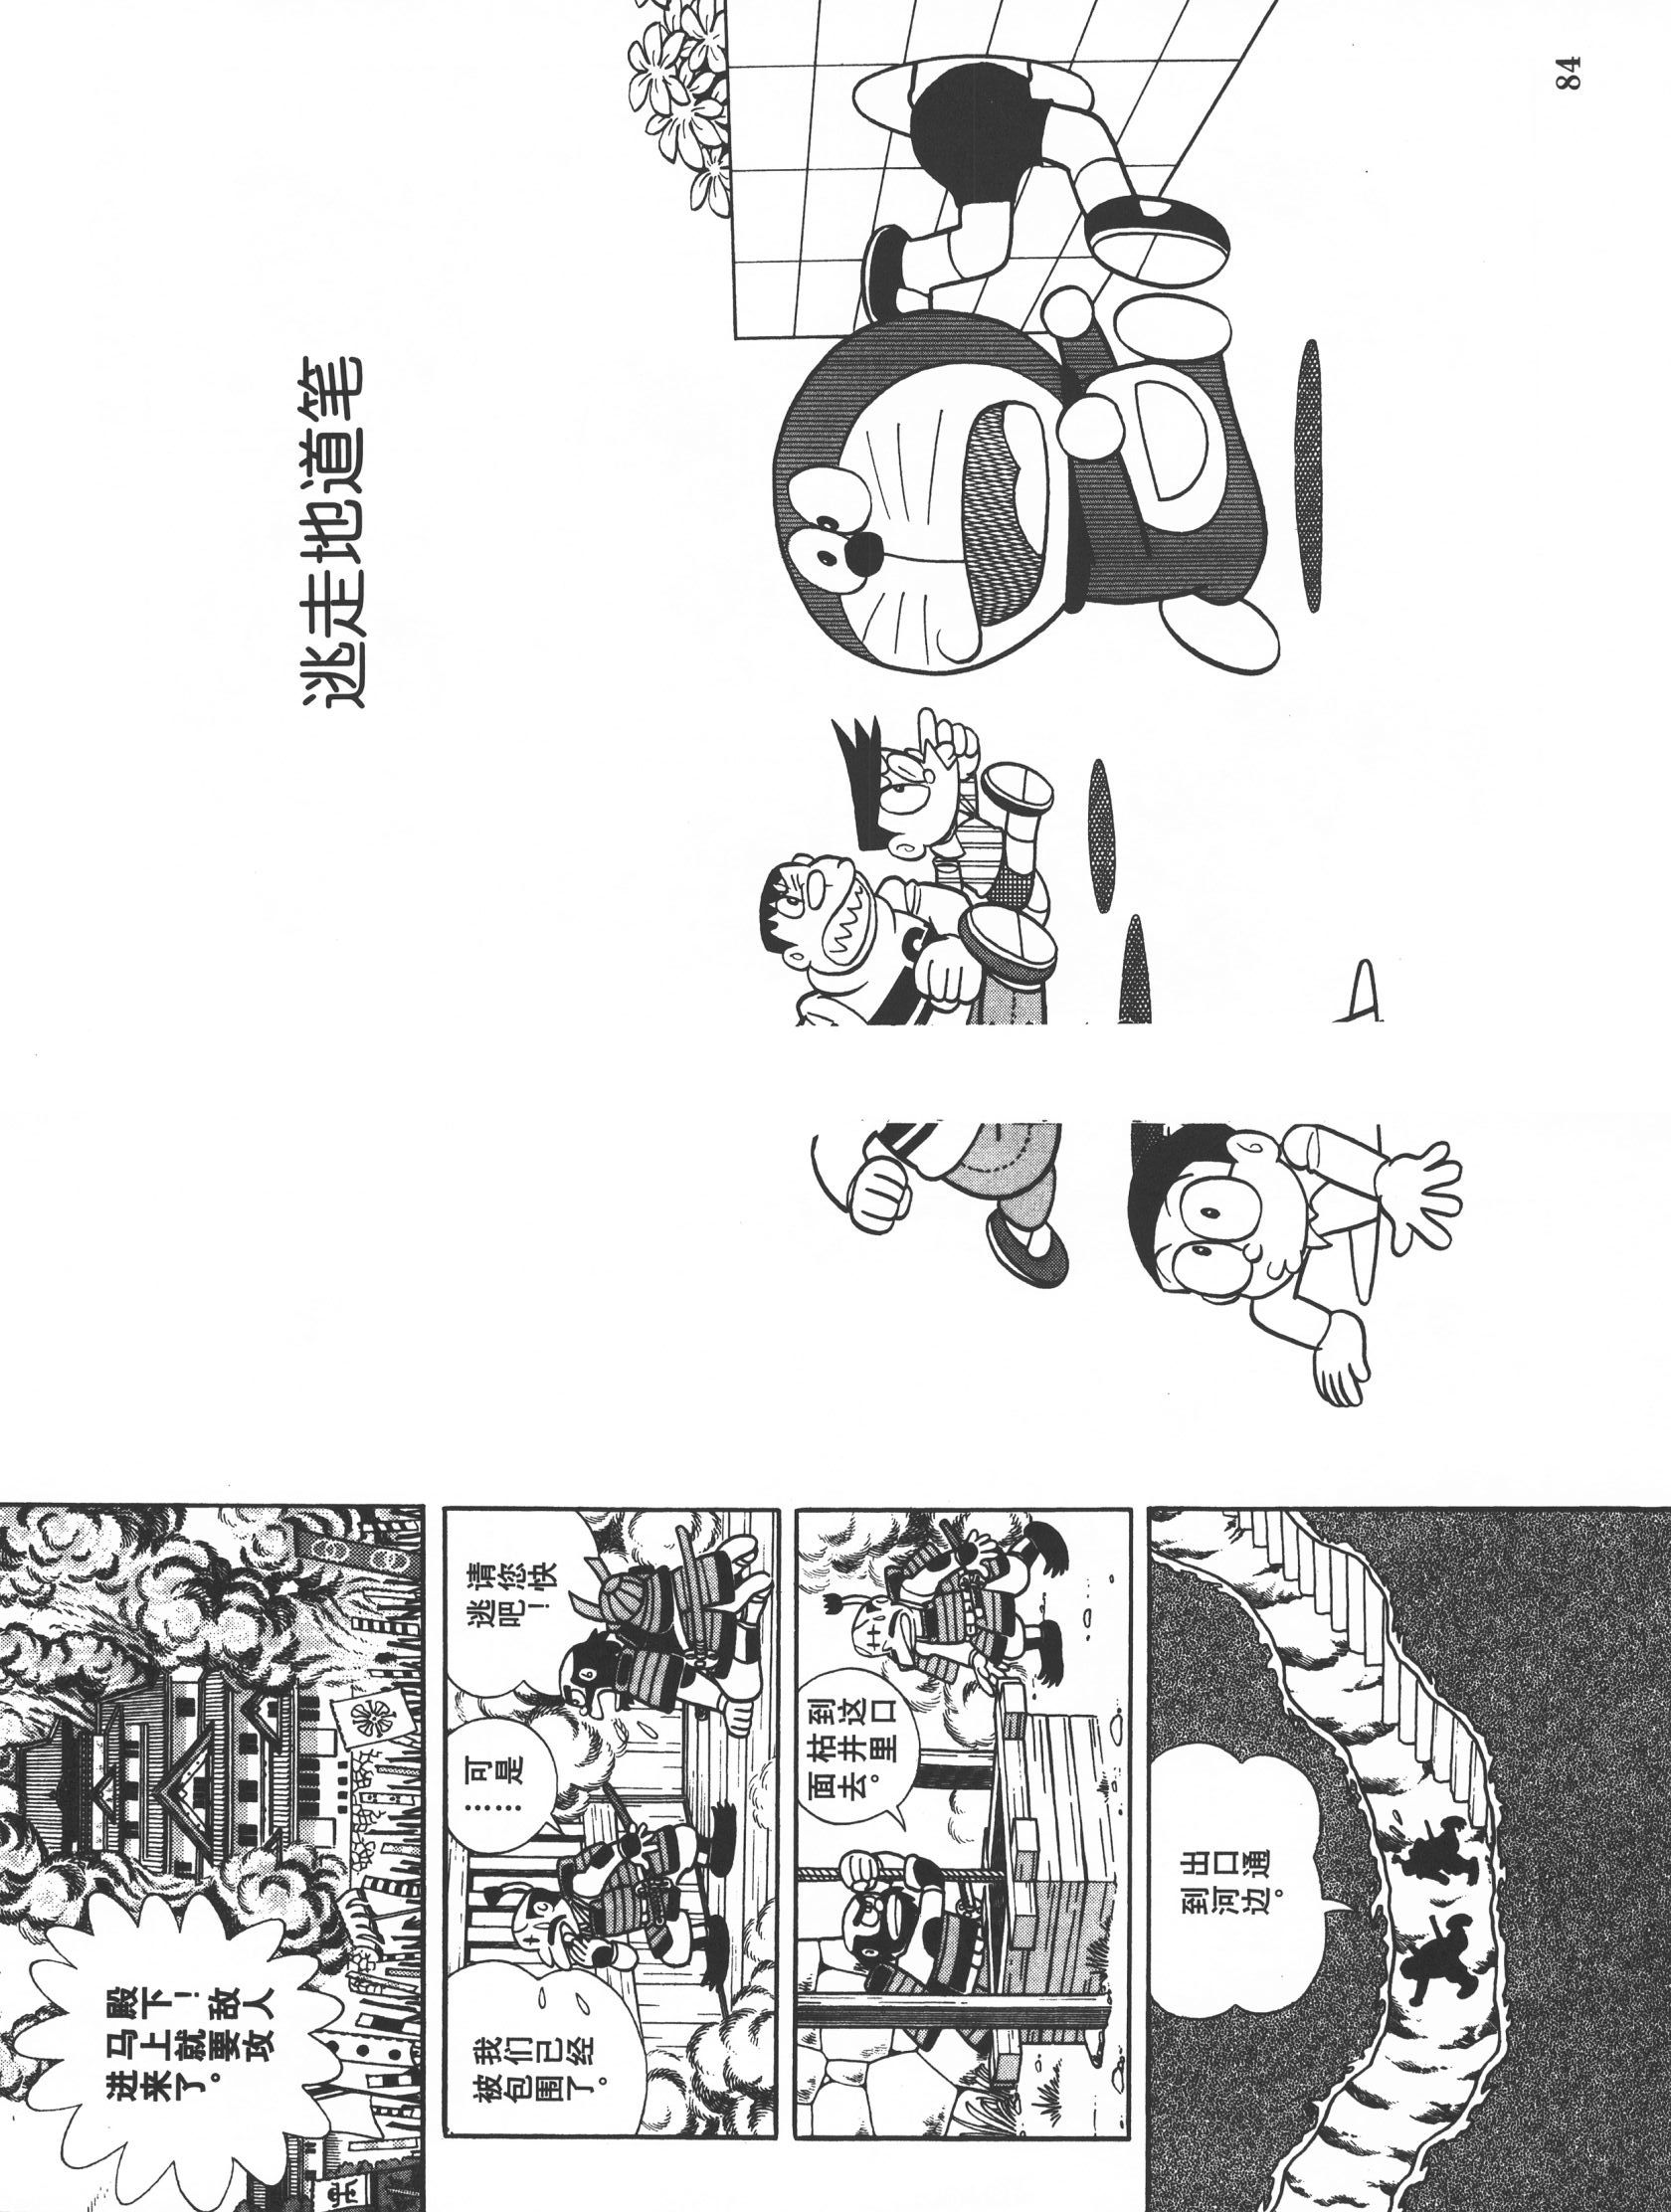 逃走地道笔
84
殿下！敌人
马上就要攻
进来了。
请您快
逃吧！
可是
……
我们已经
被包围了。
到这口
枯井里
面去。
出口通
到河边。